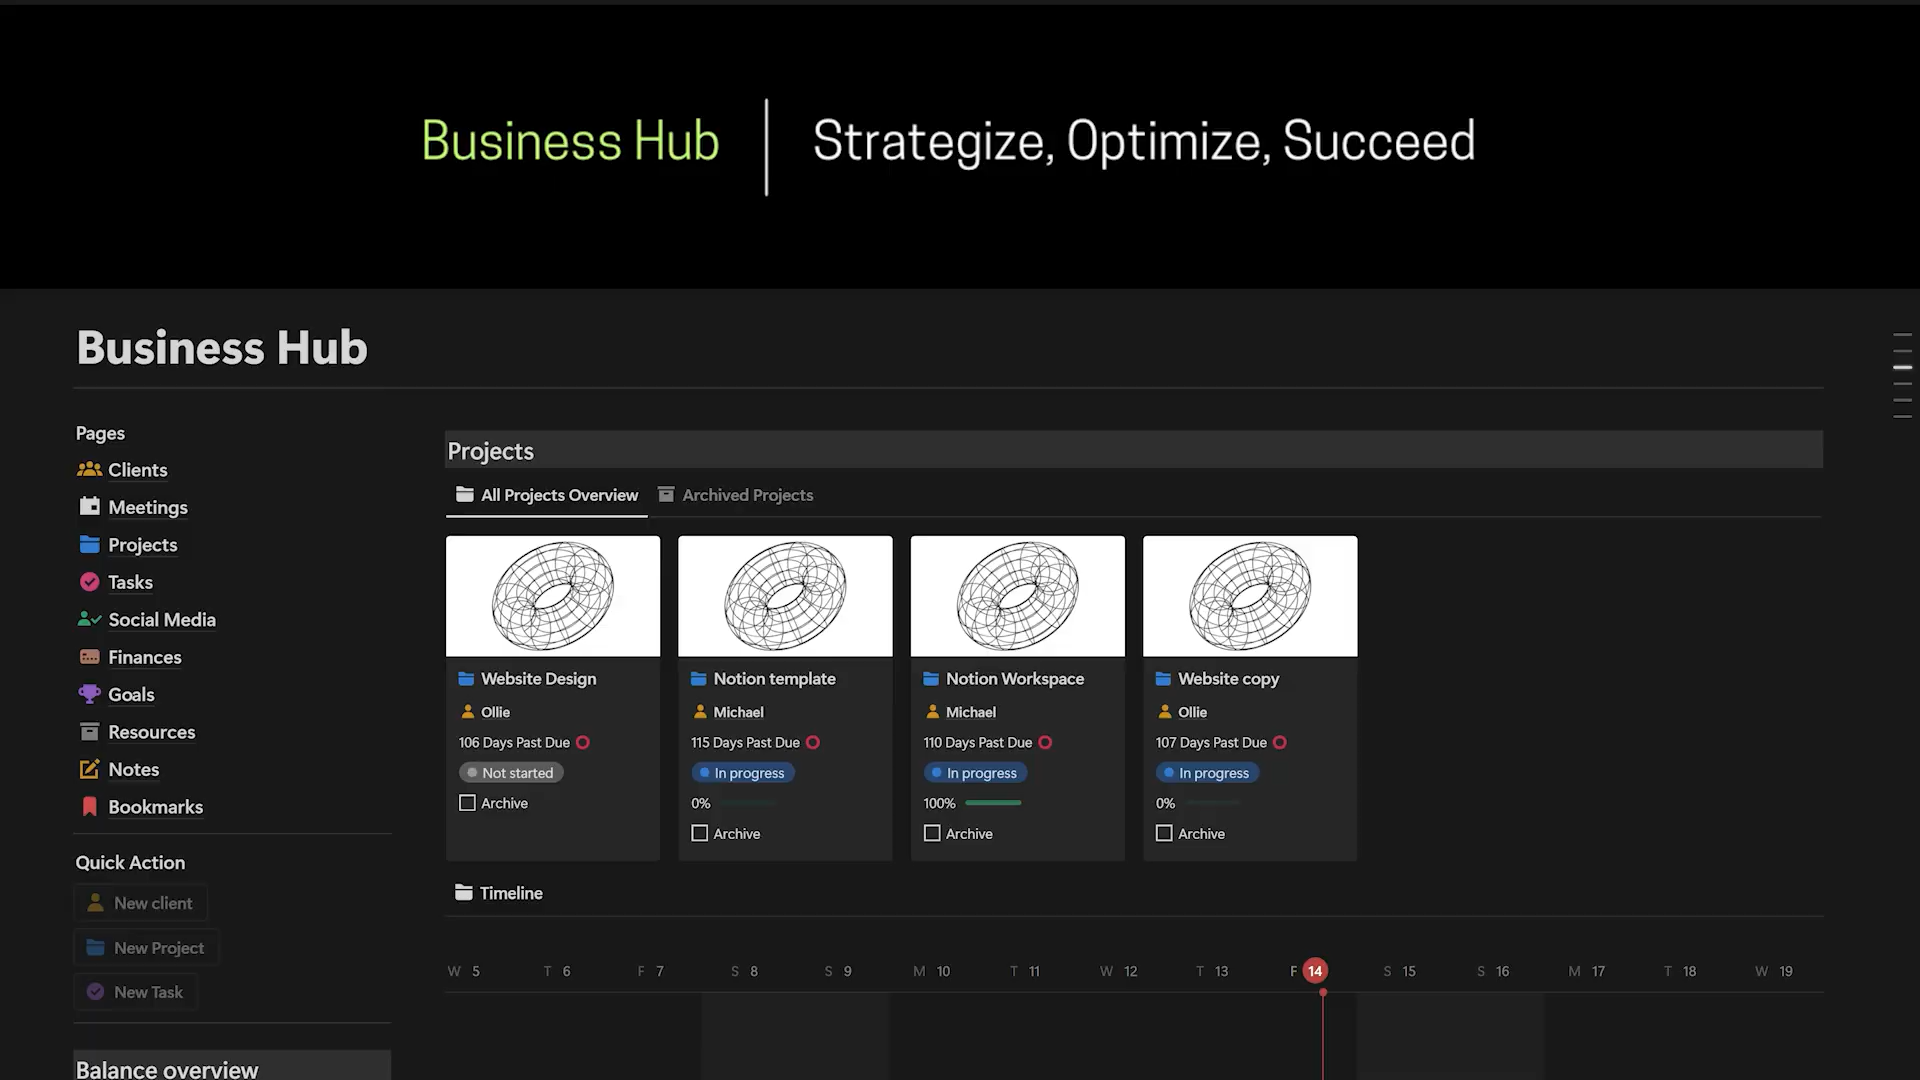 Business Hub
Strategize, Optimize, Succeed
Business Hub
Pages
Clients
Meetings
Projects
Tasks
Social Media
Finances
Goals
Resources
Notes
Bookmarks
Quick Action
New client
New Project
New Task
Balance overview
Projects
All Projects Overview Archived Projects
Website Design
Ollie
106 Days Past Due
Not started
Archive
Notion template
Michael
115 Days Past Due
In progress
0%
Archive
Notion Workspace
Michael
110 Days Past Due
In progress
100%
Archive
Website copy
Ollie
107 Days Past Due
In progress
0%
Archive
Timeline
W 5 T 6 F 7 S 8 S 9 M 10 T 11 W 12 T 13 F 14 S 15 S 16 M 17 T 18 W 19